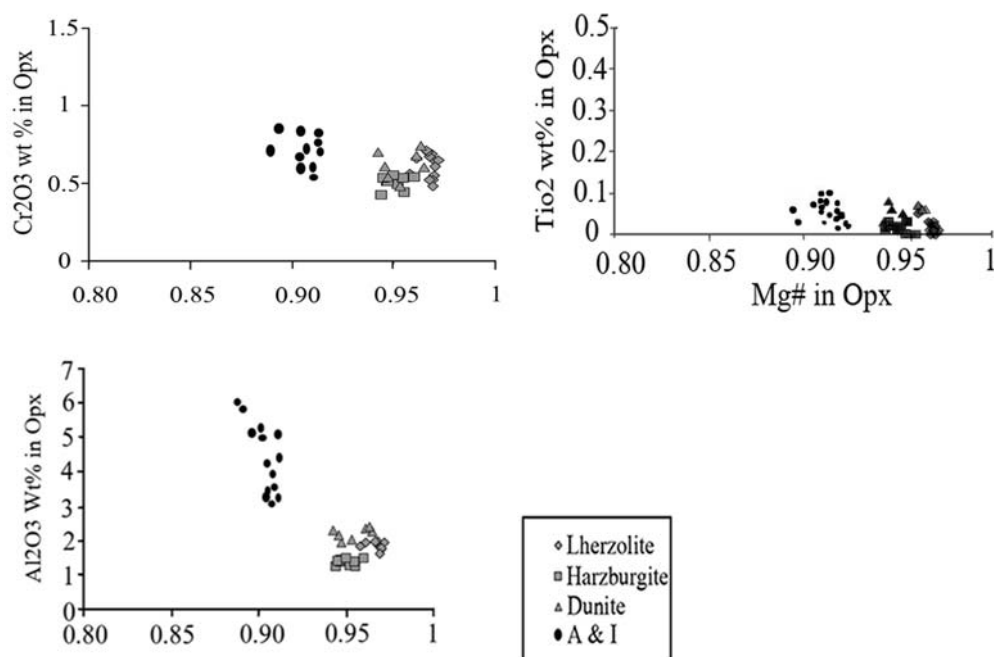 Cr2O3 wt % in Opx
1.5
1
0.5
0
0.80 0.85 0.90 0.95 1
Tio2 wt% in Opx
0.5
0.4
0.3
0.2
0.1
0
0.80 0.85 0.90 0.95 1
Mg# in Opx
Al2O3 Wt% in Opx
7
6
5
4
3
2
1
0
0.80 0.85 0.90 0.95 1
Lherzolite
Harzburgite
Dunite
A & I